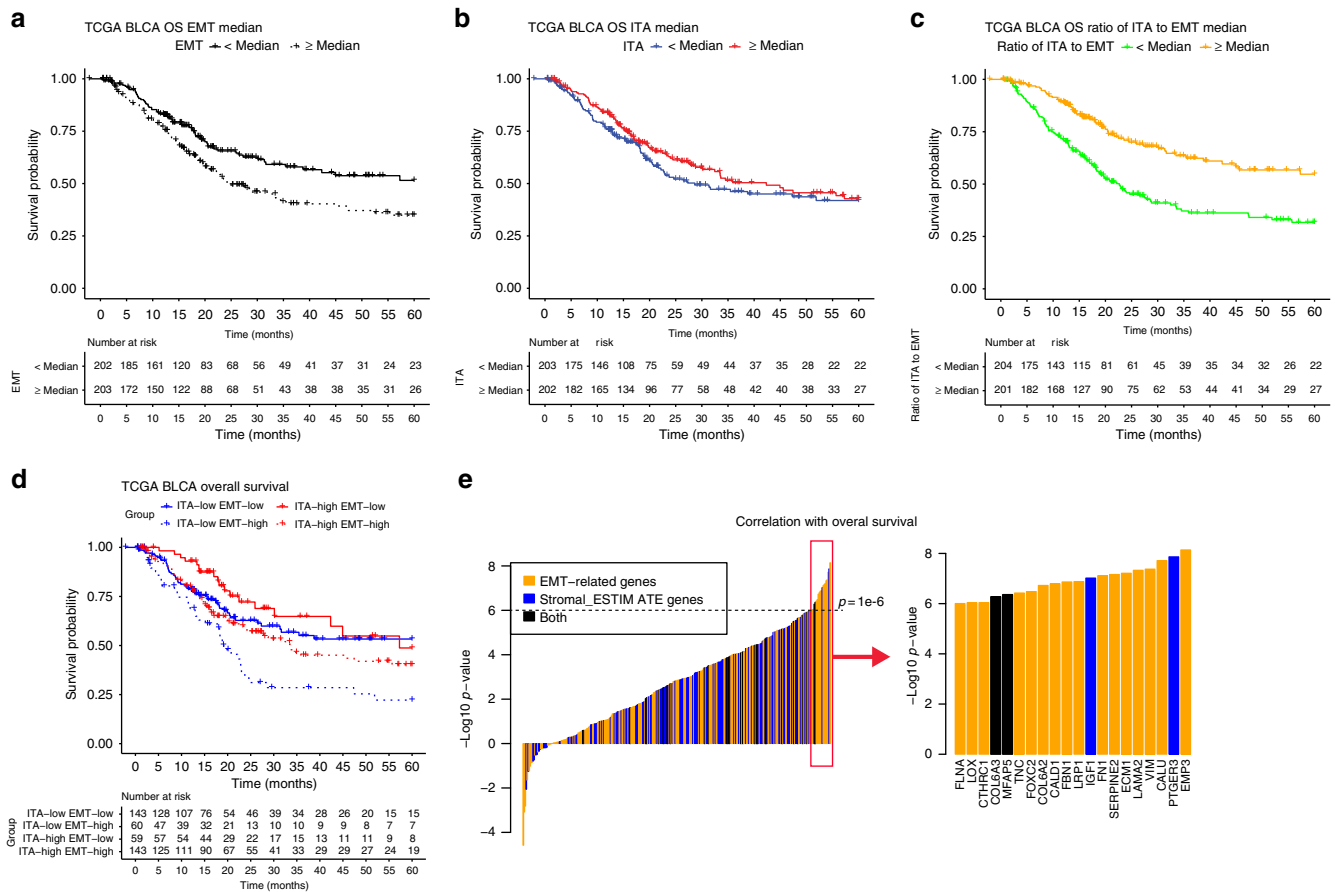 a
TCGA BLCA OS EMT median
EMT < Median ≥ Median
Survival probability
1.00
0.75
0.50
0.25
0.00
0 5 10 15 20 25 30 35 40 45 50 55 60
Time (months)
Number at risk
EMT
< Median 202 185 161 120 83 68 56 49 41 37 31 24 23
≥ Median 203 172 150 122 88 68 51 43 38 38 35 31 26
0 5 10 15 20 25 30 35 40 45 50 55 60
Time (months)
b
TCGA BLCA OS ITA median
ITA < Median ≥ Median
Survival probability
1.00
0.75
0.50
0.25
0.00
0 5 10 15 20 25 30 35 40 45 50 55 60
Time (months)
Number at risk
ITA
< Median 203 175 146 108 75 59 49 44 37 35 28 22 22
≥ Median 202 182 165 134 96 77 58 48 42 40 38 33 27
0 5 10 15 20 25 30 35 40 45 50 55 60
Time (months)
c
TCGA BLCA OS ratio of ITA to EMT median
Ratio of ITA to EMT < Median ≥ Median
Survival probability
1.00
0.75
0.50
0.25
0.00
0 5 10 15 20 25 30 35 40 45 50 55 60
Time (months)
Number at risk
Ratio of ITA to EMT
< Median 204 175 143 115 81 61 45 39 35 34 32 26 22
≥ Median 201 182 168 127 90 75 62 53 44 41 34 29 27
0 5 10 15 20 25 30 35 40 45 50 55 60
Time (months)
d
TCGA BLCA overall survival
Group
ITA–low EMT–low ITA–high EMT–low
ITA–low EMT–high ITA–high EMT–high
Survival probability
1.00
0.75
0.50
0.25
0.00
0 5 10 15 20 25 30 35 40 45 50 55 60
Time (months)
Number at risk
Group
ITA–low EMT–low 143 128 107 76 54 46 39 34 28 26 20 15 15
ITA–low EMT–high 60 47 39 32 21 13 10 10 9 9 8 7 7
ITA–high EMT–low 59 57 54 44 29 22 17 15 13 11 11 9 8
ITA–high EMT–high 143 125 111 90 67 55 41 33 29 29 27 24 19
0 5 10 15 20 25 30 35 40 45 50 55 60
Time (months)
e
Correlation with overal survival
EMT–related genes
Stromal_ESTIM ATE genes
Both
p = 1e-6
–Log10 p–value
8
6
4
2
0
–2
–4
–Log10 p–value
8
6
4
2
0
FLNA
LOX
CTHRC1
COL6A3
MFAP5
TNC
FOXC2
COL6A2
CALD1
FBN1
LRP1
IGF1
FN1
SERPINE2
ECM1
LAMA2
VIM
CALU
PTGER3
EMP3